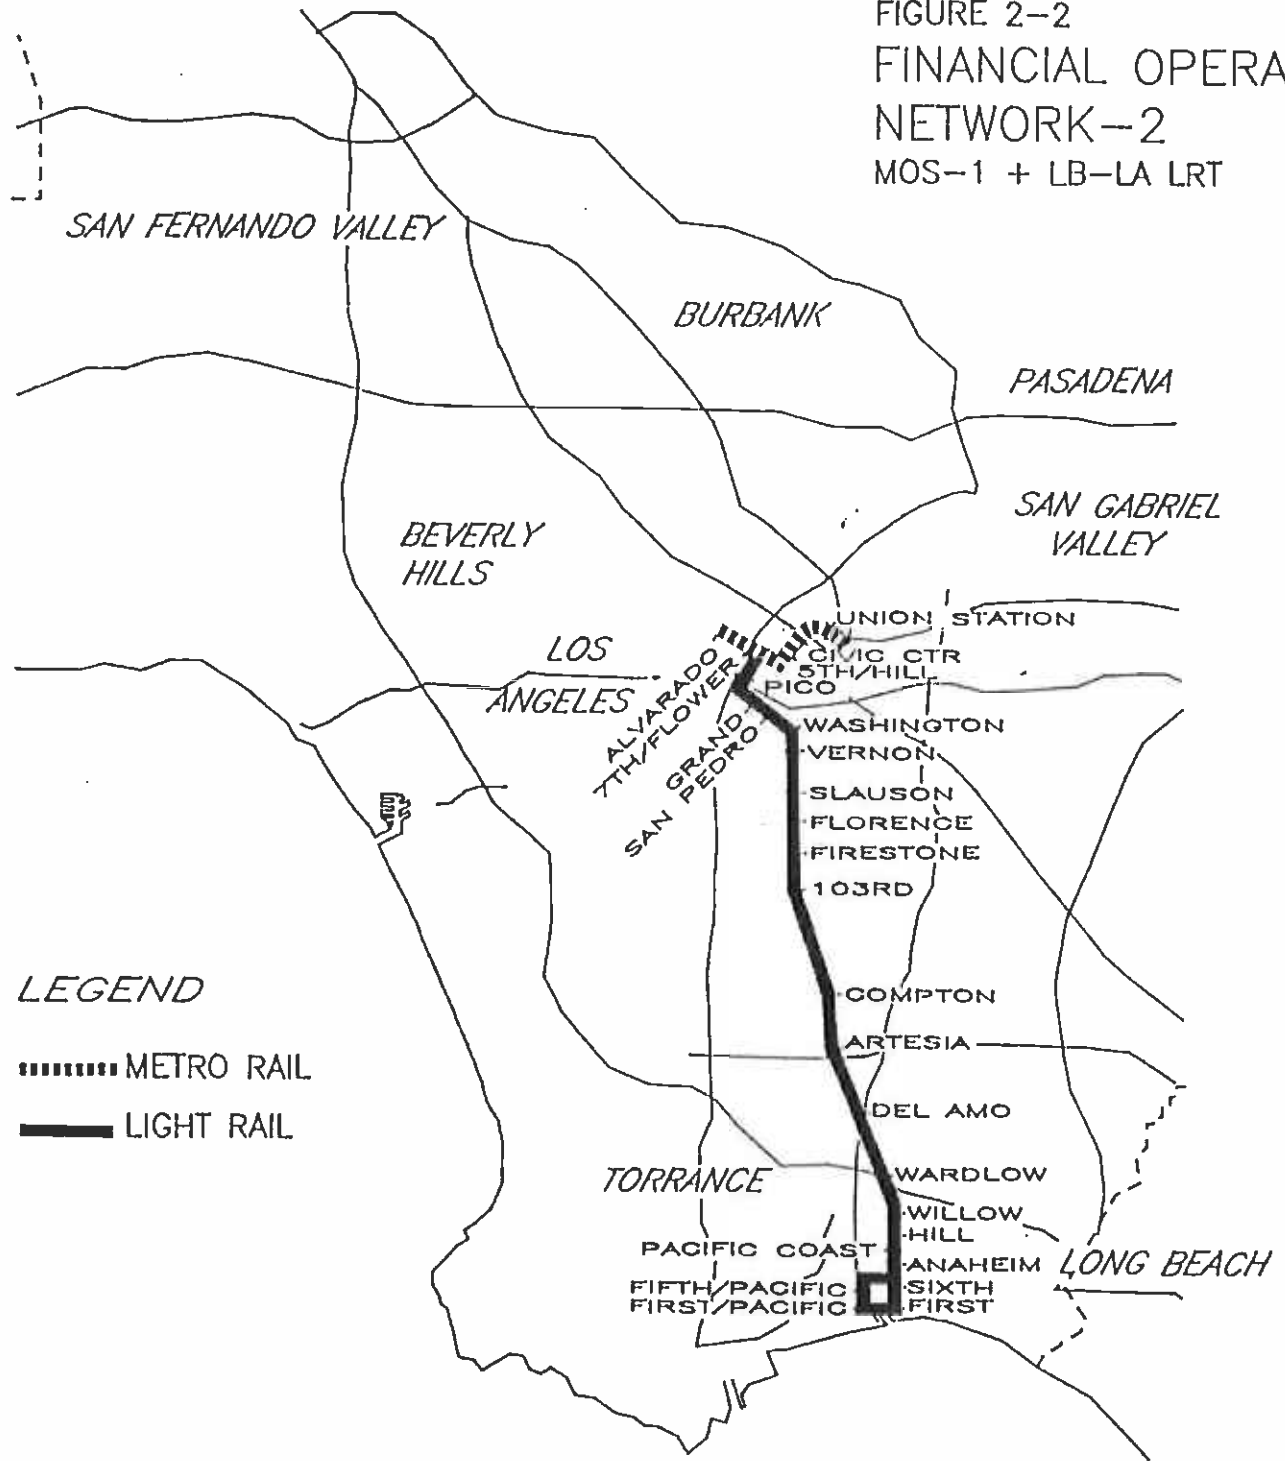 FIGURE 2-2
FINANCIAL OPERA
NETWORK-2
MOS-1 + LB-LA LRT
SAN FERNANDO VALLEY
BURBANK
PASADENA
BEVERLY
HILLS
SAN GABRIEL
VALLEY
UNION STATION
CIVIC CTR
5TH/HILL
LOS
ANGELES
ALVARADO
7TH/FLOWER
PICO
GRAND
SAN PEDRO
WASHINGTON
VERNON
SLAUSON
FLORENCE
FIRESTONE
103RD
LEGEND
METRO RAIL
LIGHT RAIL
COMPTON
ARTESIA
DEL AMO
TORRANCE
WARDLOW
WILLOW
HILL
PACIFIC COAST
ANAHEIM
LONG BEACH
FIFTH/PACIFIC
SIXTH
FIRST/PACIFIC
FIRST